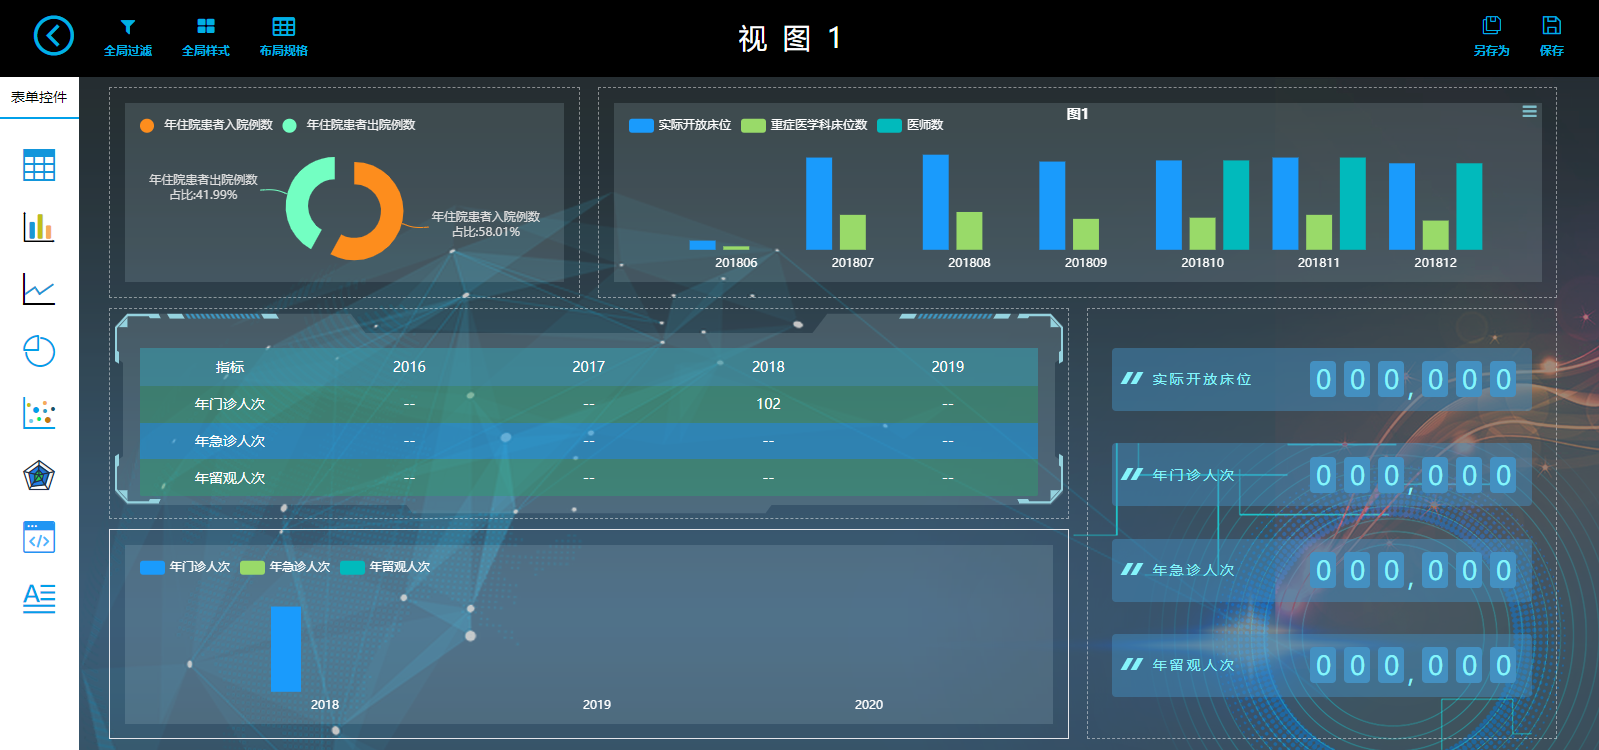 视 图 1
全局过滤 全局样式 布局规格 另存为 保存
表单控件
年住院患者入院例数 年住院患者出院例数
年住院患者出院例数
占比:41.99%
年住院患者入院例数
占比:58.01%
图1
实际开放床位 重症医学科床位数 医师数
201806 201807 201808 201809 201810 201811 201812
指标 2016 2017 2018 2019
年门诊人次 -- -- 102 --
年急诊人次 -- -- -- --
年留观人次 -- -- -- --
实际开放床位 000,000
年门诊人次 000,000
年急诊人次 000,000
年留观人次 000,000
年门诊人次 年急诊人次 年留观人次
2018 2019 2020